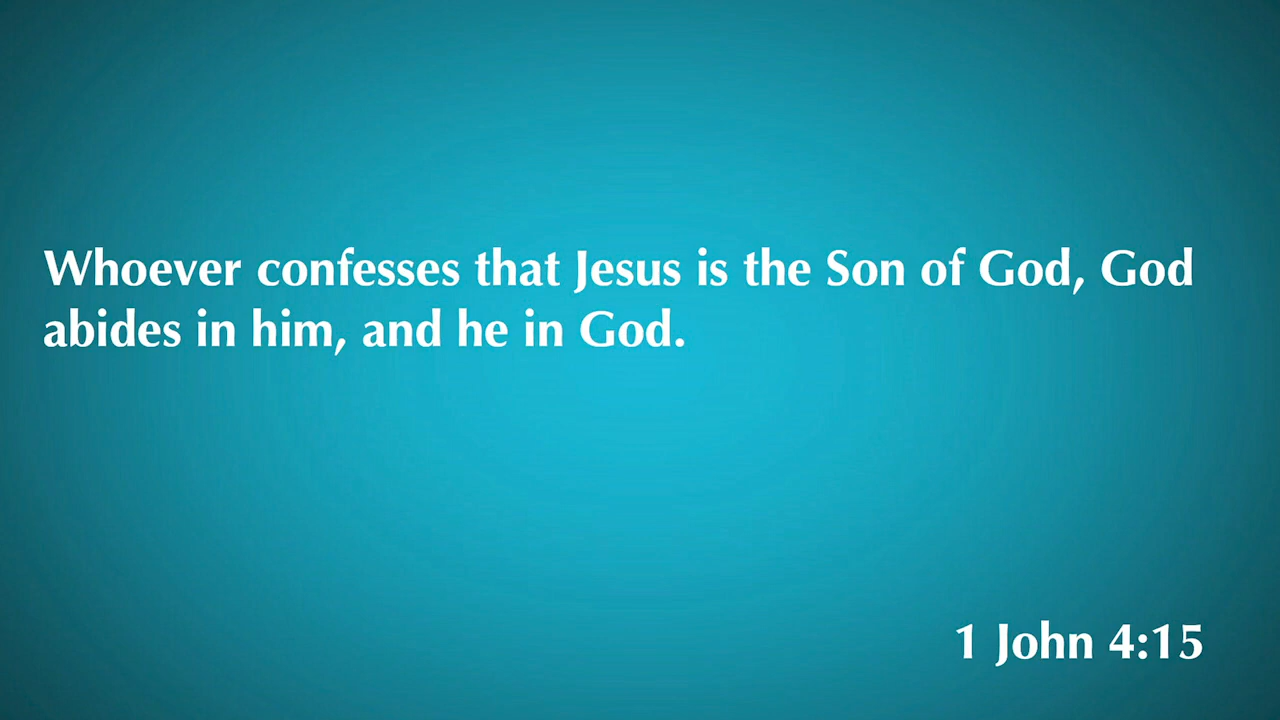 Whoever confesses that Jesus is the Son of God, God
abides in him, and he in God.
1 John 4:15